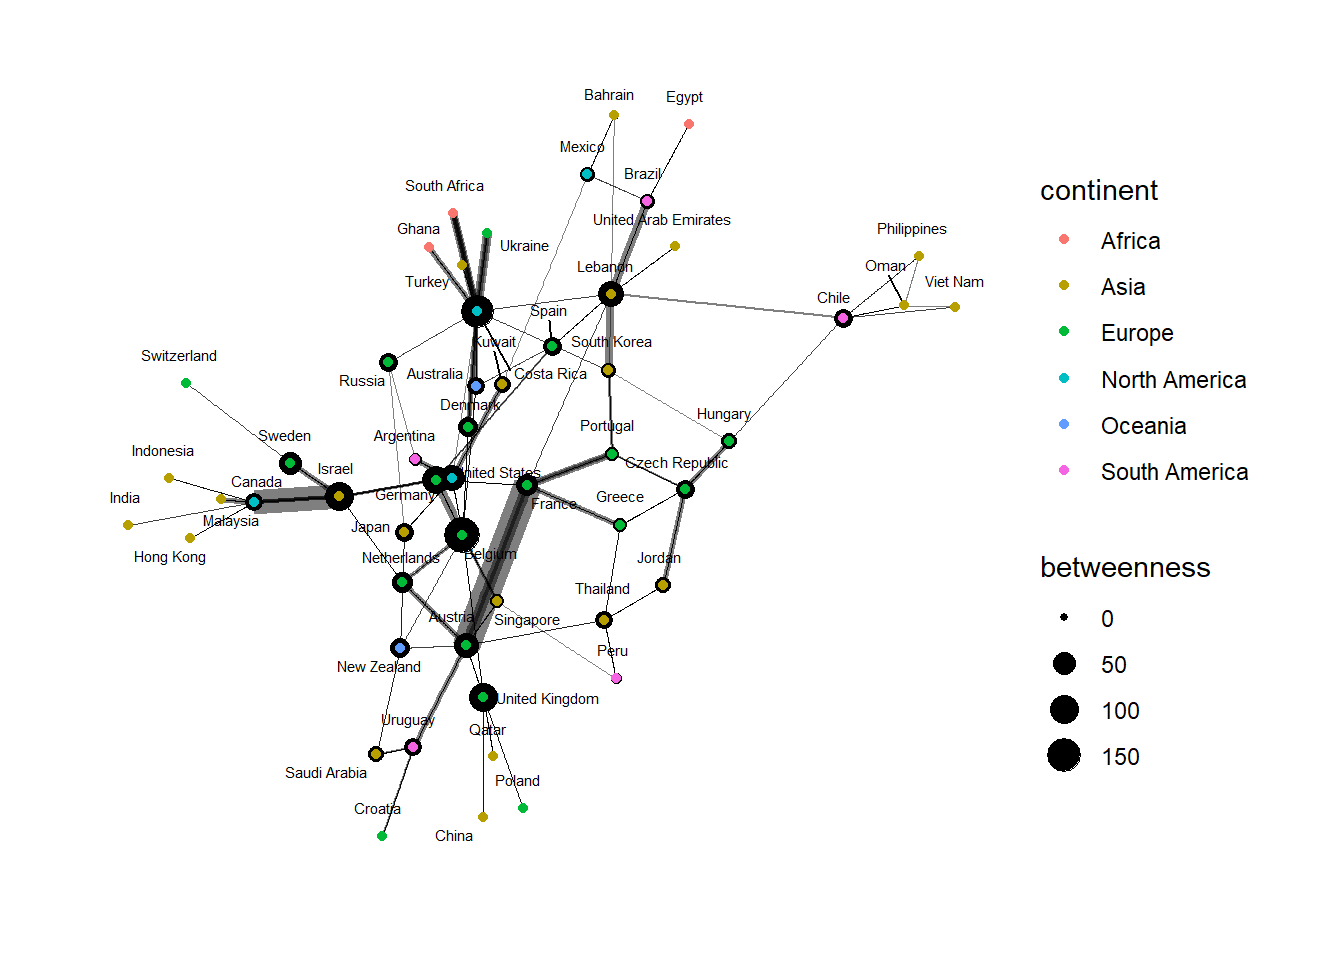 Bahrain
Egypt
Mexico
Brazil
South Africa
United Arab Emirates
Ghana
Ukraine
Philippines
Lebanon
Oman
Turkey
Viet Nam
Chile
Spain
Kuwait
South Korea
Switzerland
Russia
Australia
Costa Rica
Denmark
Hungary
Portugal
Argentina
Sweden
Indonesia
Israel
United States
Czech Republic
Canada
Germany
India
France
Greece
Malaysia
Japan
Hong Kong
Netherlands
Belgium
Jordan
Thailand
Austria
Singapore
Peru
New Zealand
United Kingdom
Uruguay
Qatar
Saudi Arabia
Poland
Croatia
China
continent
Africa
Asia
Europe
North America
Oceania
South America
betweenness
0
50
100
150